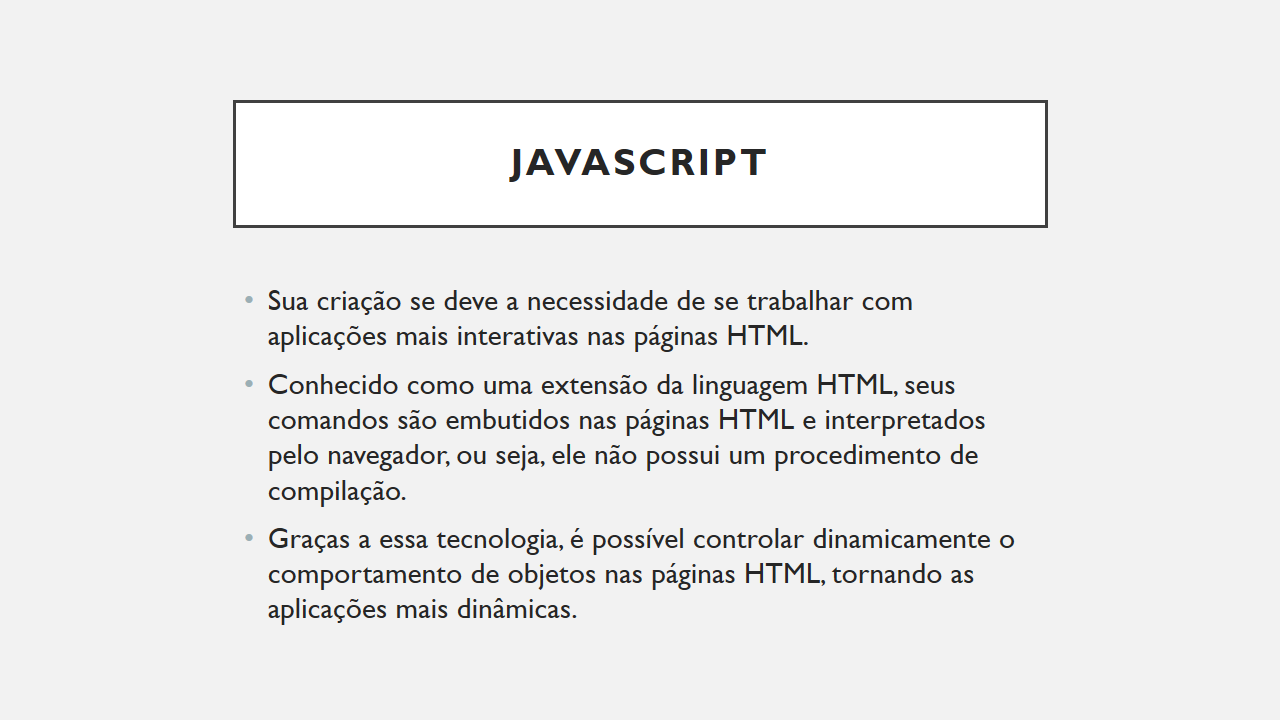 JAVASCRIPT
• Sua criação se deve a necessidade de se trabalhar com
aplicações mais interativas nas páginas HTML.
• Conhecido como uma extensão da linguagem HTML, seus
comandos são embutidos nas páginas HTML e interpretados
pelo navegador, ou seja, ele não possui um procedimento de
compilação.
• Graças a essa tecnologia, é possível controlar dinamicamente o
comportamento de objetos nas páginas HTML, tornando as
aplicações mais dinâmicas.